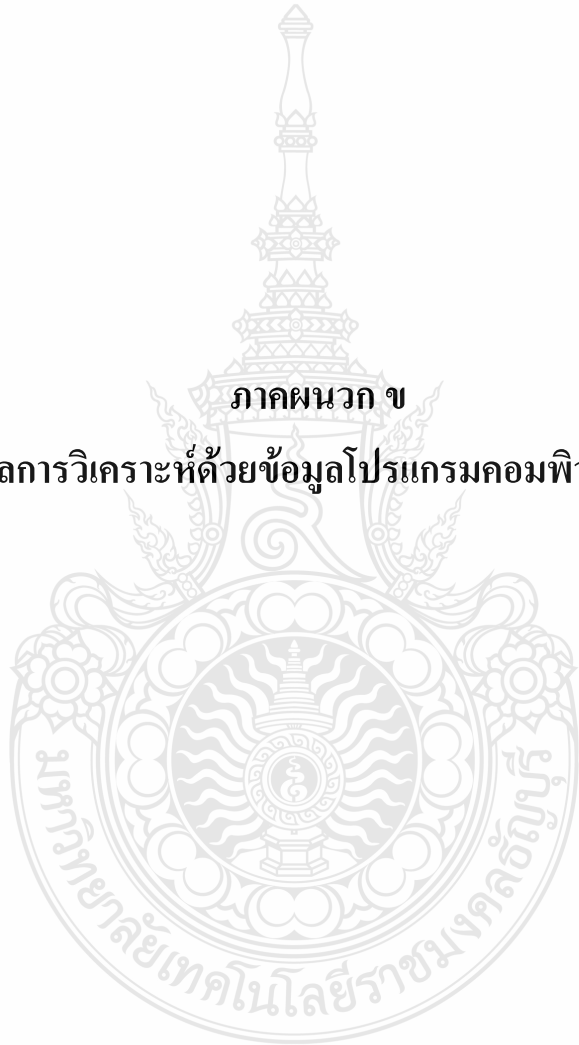 ภาคผนวก ข
ลการวิเคราะห์ด้วยข้อมูลโปรแกรมคอมพิว
มหาวิทยาลัยเทคโนโลยีราชมงคลธัญบุรี